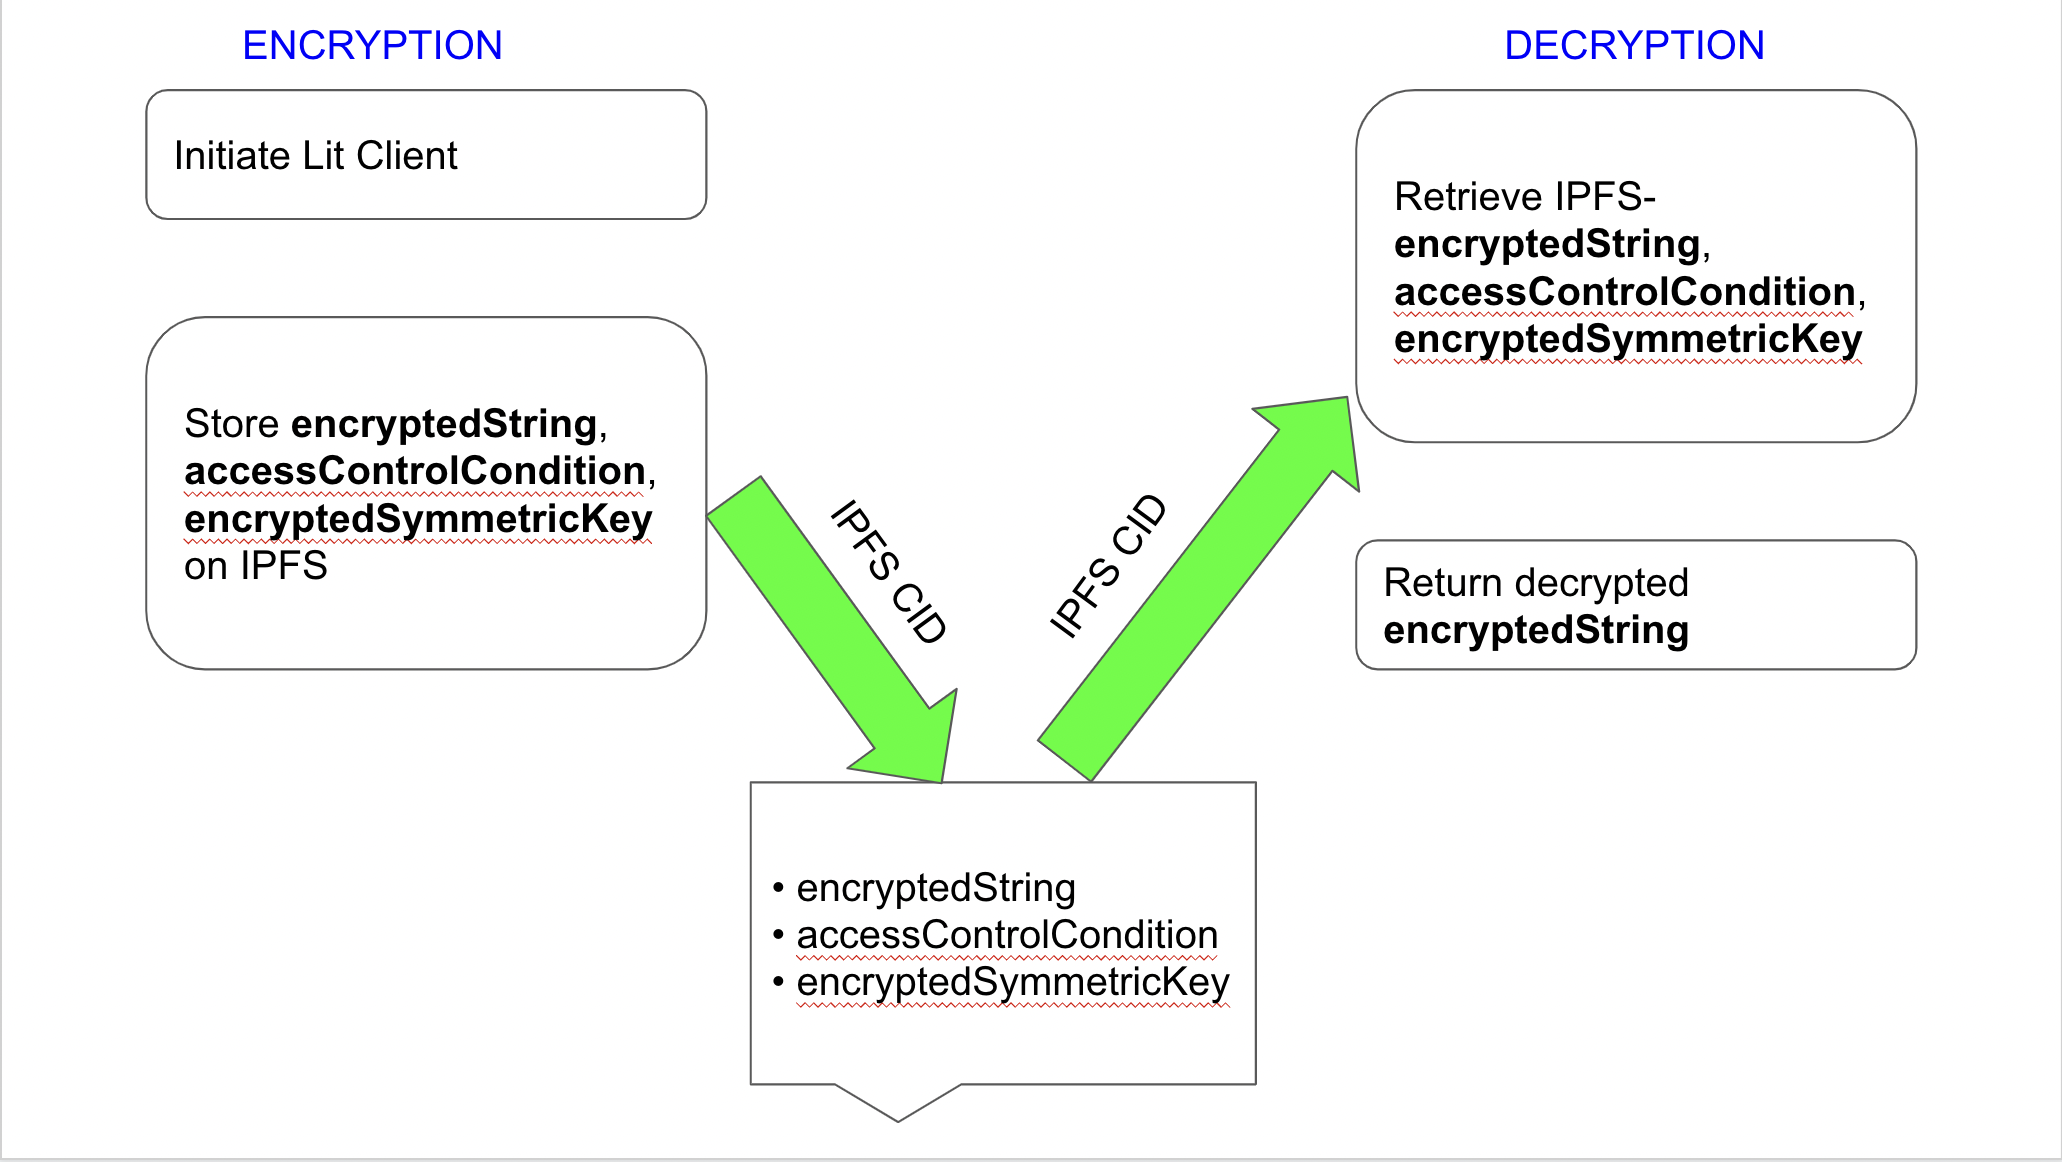 ENCRYPTION
Initiate Lit Client
Store encryptedString,
accessControlCondition,
encryptedSymmetricKey
on IPFS
IPFS CID
IPFS CID
• encryptedString
• accessControlCondition
• encryptedSymmetricKey
DECRYPTION
Retrieve IPFS-
encryptedString,
accessControlCondition,
encryptedSymmetricKey
Return decrypted
encryptedString